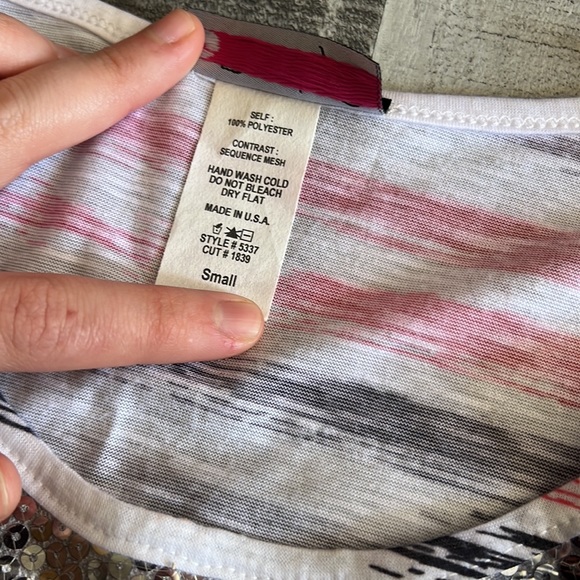 SELF :
100% POLYESTER
CONTRAST :
SEQUENCE MESH
HAND WASH COLD
DO NOT BLEACH
DRY FLAT
MADE IN U.S.A.
STYLE # 5337
CUT # 1839
Small